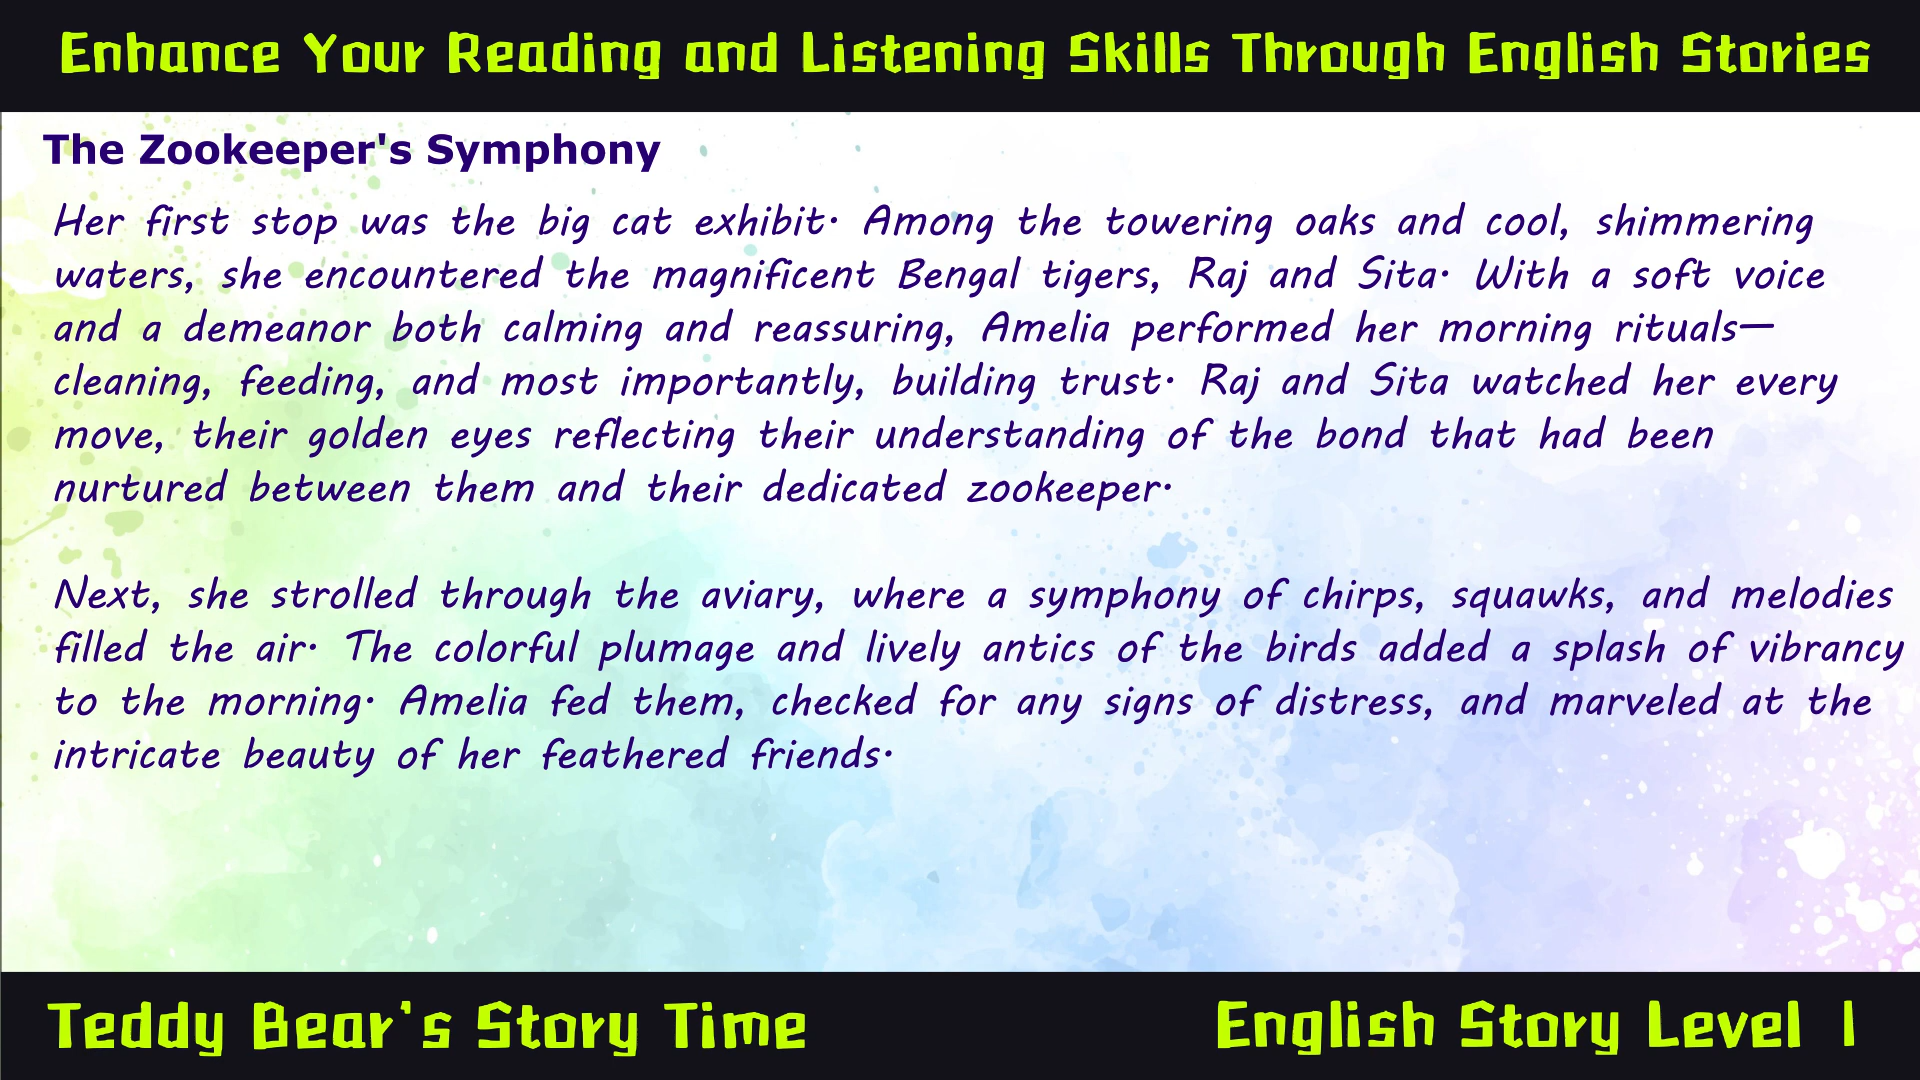 Enhance Your Reading and Listening Skills Through English Stories
The Zookeeper's Symphony
Her first stop was the big cat exhibit. Among the towering oaks and cool, shimmering
waters, she encountered the magnificent Bengal tigers, Raj and Sita. With a soft voice
and a demeanor both calming and reassuring, Amelia performed her morning rituals—
cleaning, feeding, and most importantly, building trust. Raj and Sita watched her every
move, their golden eyes reflecting their understanding of the bond that had been
nurtured between them and their dedicated zookeeper.
Next, she strolled through the aviary, where a symphony of chirps, squawks, and melodies
filled the air. The colorful plumage and lively antics of the birds added a splash of vibrancy
to the morning. Amelia fed them, checked for any signs of distress, and marveled at the
intricate beauty of her feathered friends.
Teddy Bear's Story Time
English Story Level 1